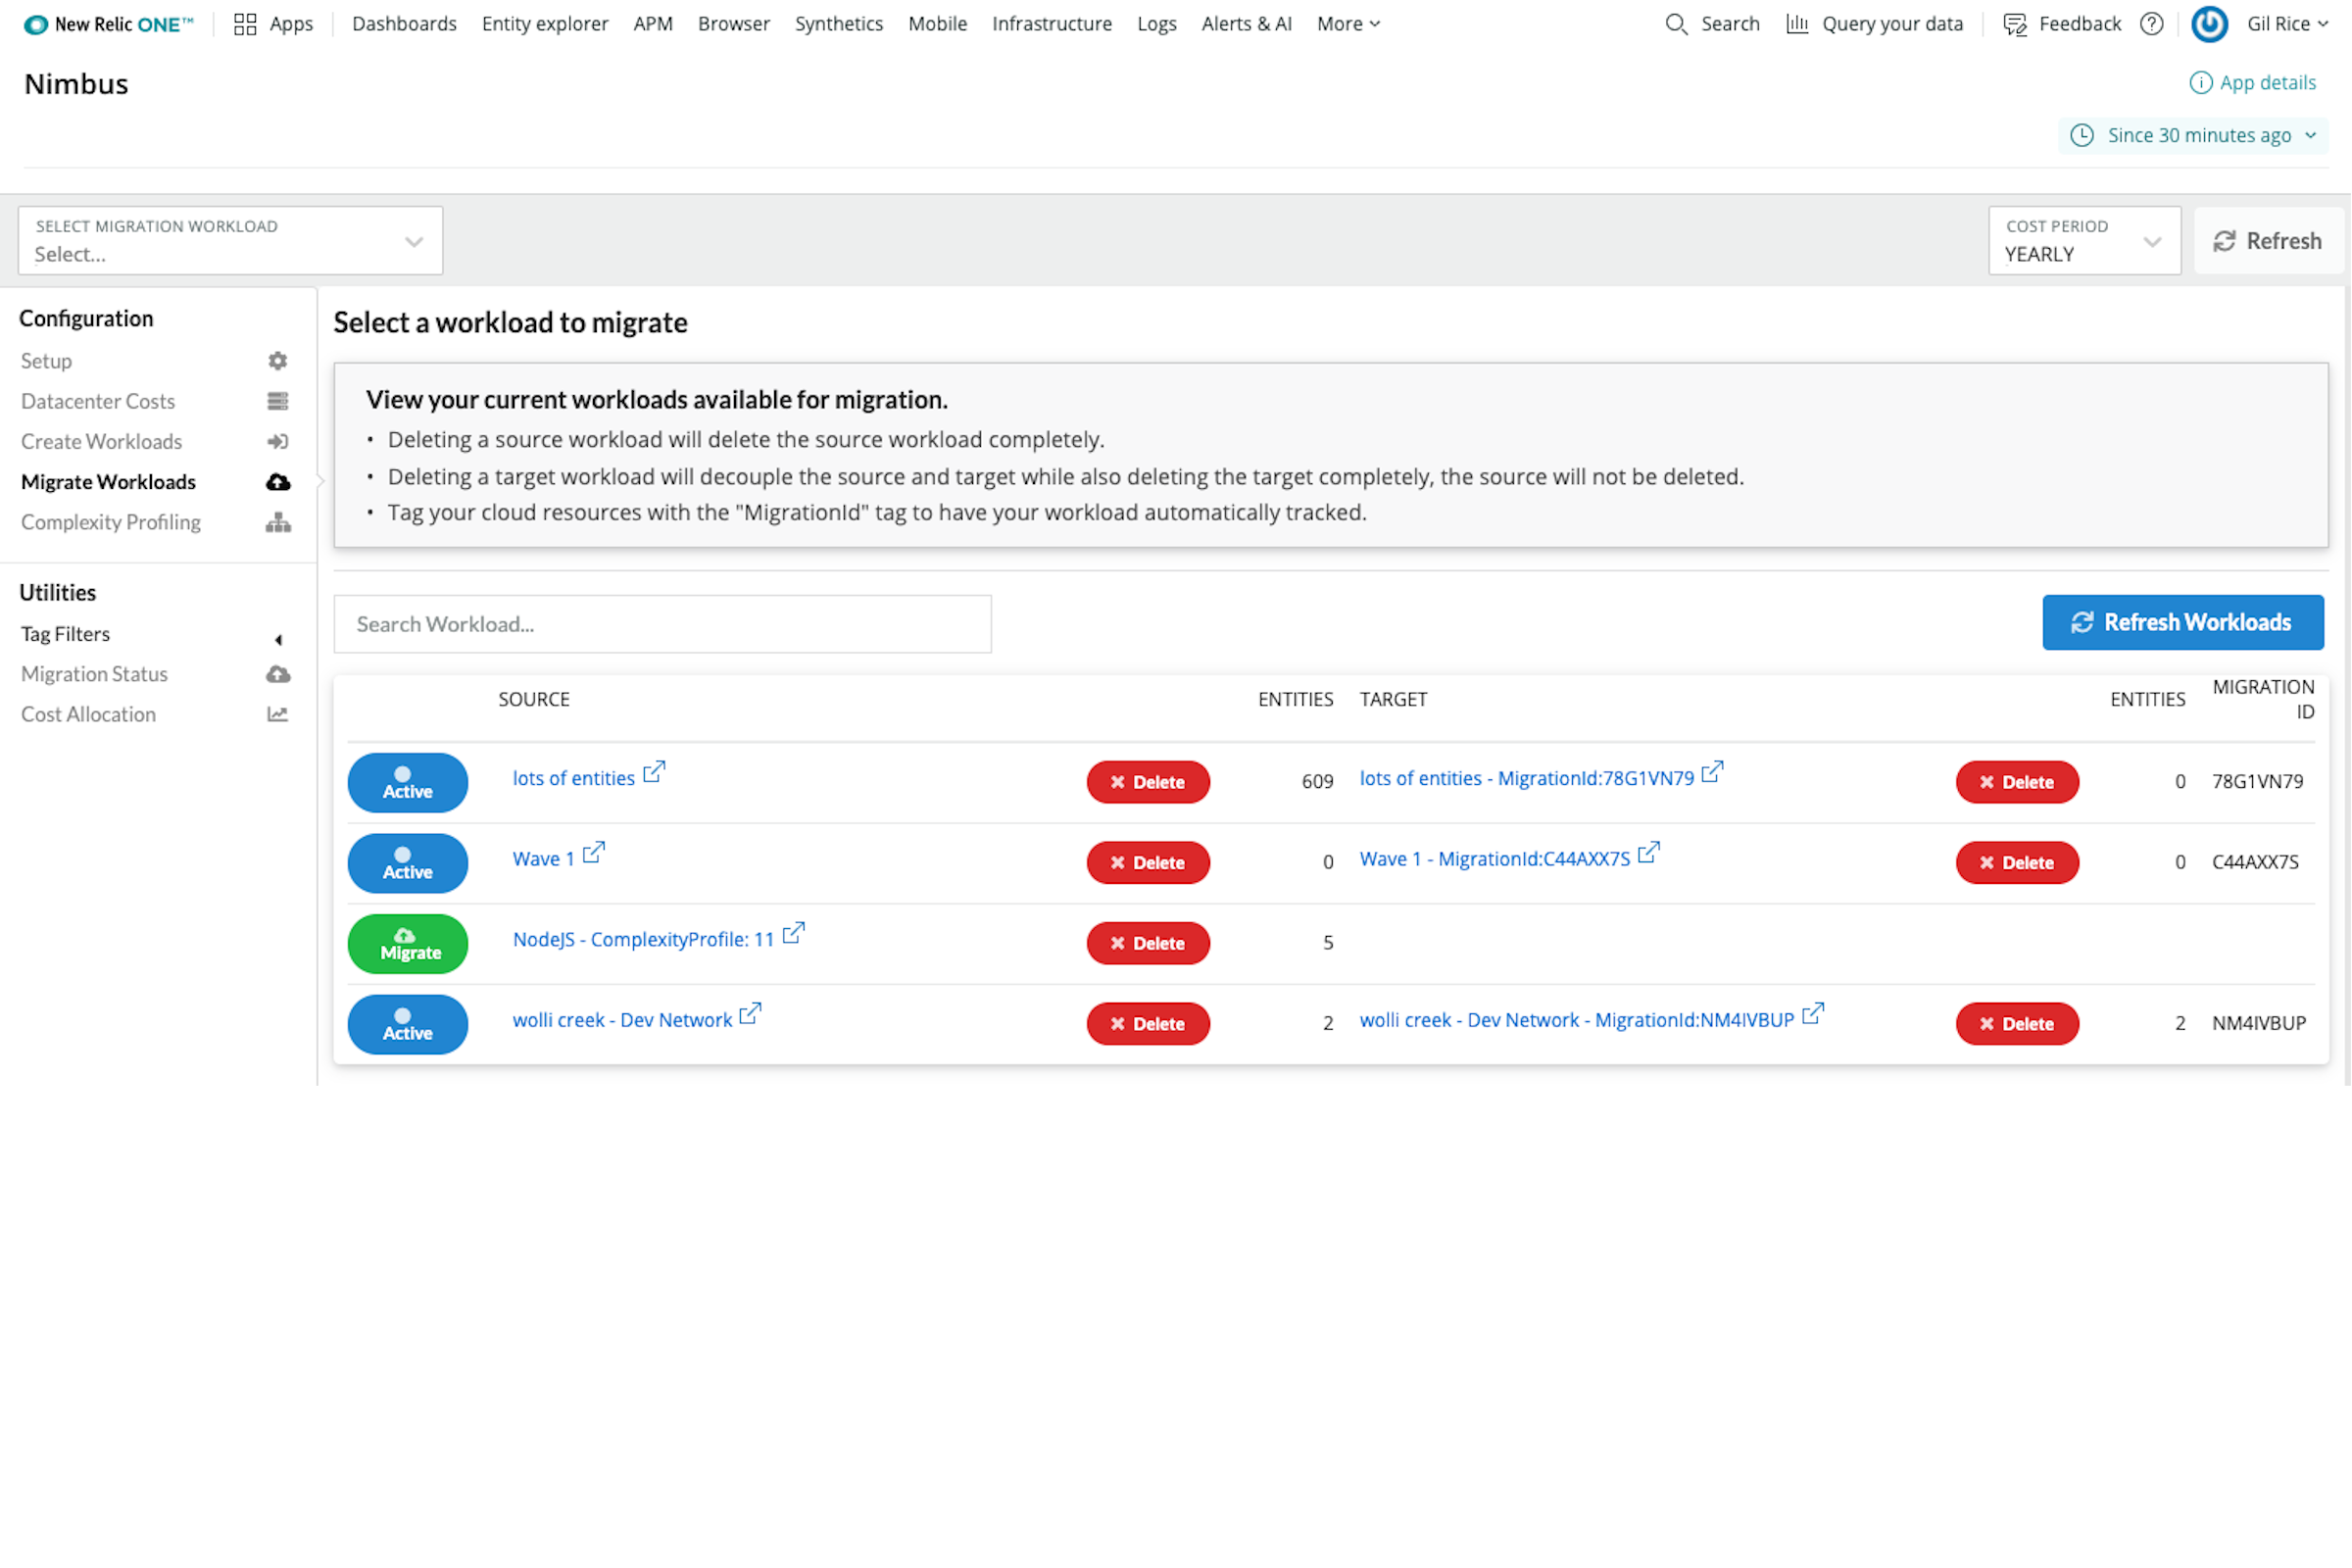 New Relic ONE™ Apps Dashboards Entity explorer APM Browser Synthetics Mobile Infrastructure Logs Alerts & AI More Search Query your data Feedback ? Gil Rice
Nimbus
App details
Since 30 minutes ago
SELECT MIGRATION WORKLOAD
Select...
COST PERIOD
YEARLY
Refresh
Configuration
Setup
Datacenter Costs
Create Workloads
Migrate Workloads
Complexity Profiling
Utilities
Tag Filters
Migration Status
Cost Allocation
Select a workload to migrate
View your current workloads available for migration.
• Deleting a source workload will delete the source workload completely.
• Deleting a target workload will decouple the source and target while also deleting the target completely, the source will not be deleted.
• Tag your cloud resources with the "MigrationId" tag to have your workload automatically tracked.
Search Workload...
Refresh Workloads
SOURCE ENTITIES TARGET ENTITIES MIGRATION ID
Active lots of entities Delete 609 lots of entities - MigrationId:78G1VN79 Delete 0 78G1VN79
Active Wave 1 Delete 0 Wave 1 - MigrationId:C44AXX7S Delete 0 C44AXX7S
Migrate NodeJS - ComplexityProfile: 11 Delete 5
Active wolli creek - Dev Network Delete 2 wolli creek - Dev Network - MigrationId:NM4IVBUP Delete 2 NM4IVBUP